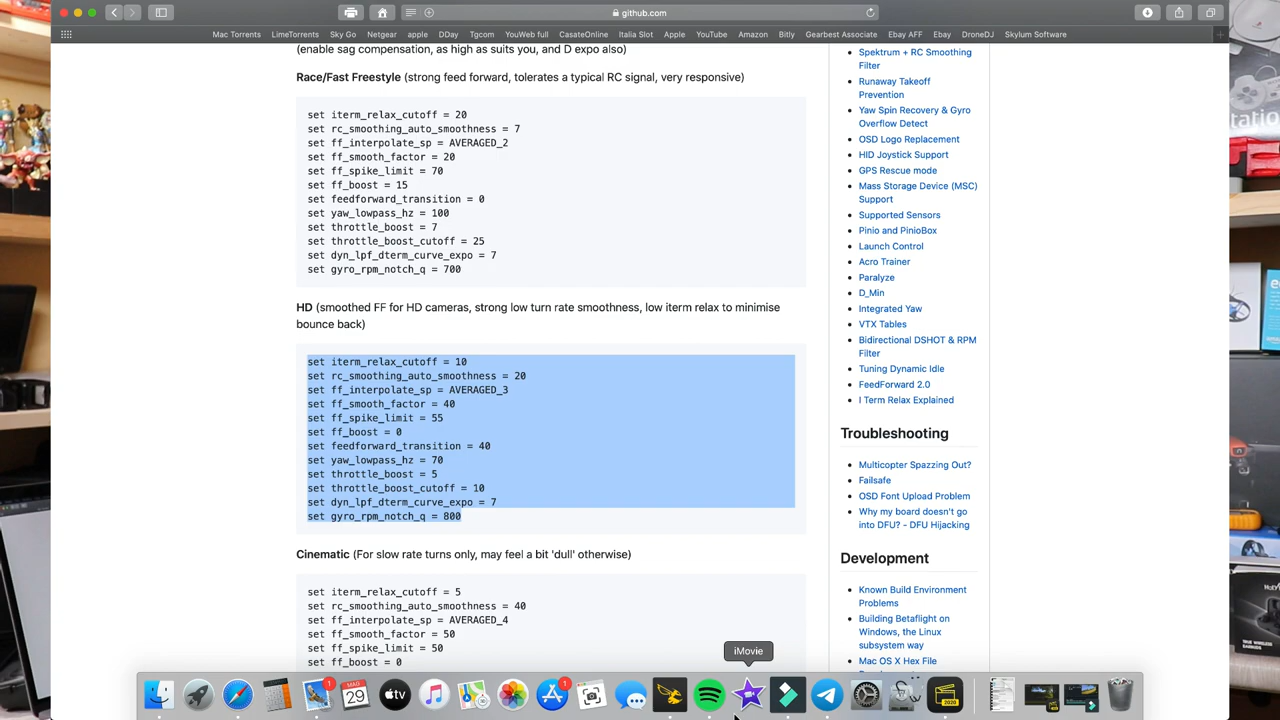 github.com
Mac Torrents LimeTorrents Sky Go Netgear apple DDay Tgcom YouWeb full CasateOnline Italia Slot Apple YouTube Amazon Bitly Gearbest Associate Ebay AFF Ebay DroneDJ Skylum Software
(enable sag compensation, as high as suits you, and D expo also)
Race/Fast Freestyle (strong feed forward, tolerates a typical RC signal, very responsive)
set iterm_relax_cutoff = 20
set rc_smoothing_auto_smoothness = 7
set ff_interpolate_sp = AVERAGED_2
set ff_smooth_factor = 20
set ff_spike_limit = 70
set ff_boost = 15
set feedforward_transition = 0
set yaw_lowpass_hz = 100
set throttle_boost = 7
set throttle_boost_cutoff = 25
set dyn_lpf_dterm_curve_expo = 7
set gyro_rpm_notch_q = 700
HD (smoothed FF for HD cameras, strong low turn rate smoothness, low iterm relax to minimise
bounce back)
set iterm_relax_cutoff = 10
set rc_smoothing_auto_smoothness = 20
set ff_interpolate_sp = AVERAGED_3
set ff_smooth_factor = 40
set ff_spike_limit = 55
set ff_boost = 0
set feedforward_transition = 40
set yaw_lowpass_hz = 70
set throttle_boost = 5
set throttle_boost_cutoff = 10
set dyn_lpf_dterm_curve_expo = 7
set gyro_rpm_notch_q = 800
Cinematic (For slow rate turns only, may feel a bit 'dull' otherwise)
set iterm_relax_cutoff = 5
set rc_smoothing_auto_smoothness = 40
set ff_interpolate_sp = AVERAGED_4
set ff_smooth_factor = 50
set ff_spike_limit = 50
set ff_boost = 0
Spektrum + RC Smoothing
Filter
Runaway Takeoff
Prevention
Yaw Spin Recovery & Gyro
Overflow Detect
OSD Logo Replacement
HID Joystick Support
GPS Rescue mode
Mass Storage Device (MSC)
Support
Supported Sensors
Pinio and PinioBox
Launch Control
Acro Trainer
Paralyze
D_Min
Integrated Yaw
VTX Tables
Bidirectional DSHOT & RPM
Filter
Tuning Dynamic Idle
FeedForward 2.0
I Term Relax Explained
Troubleshooting
Multicopter Spazzing Out?
Failsafe
OSD Font Upload Problem
Why my board doesn't go
into DFU? - DFU Hijacking
Development
Known Build Environment
Problems
Building Betaflight on
Windows, the Linux
subsystem way
Mac OS X Hex File
iMovie
1
MAG
29
tv
1
2020